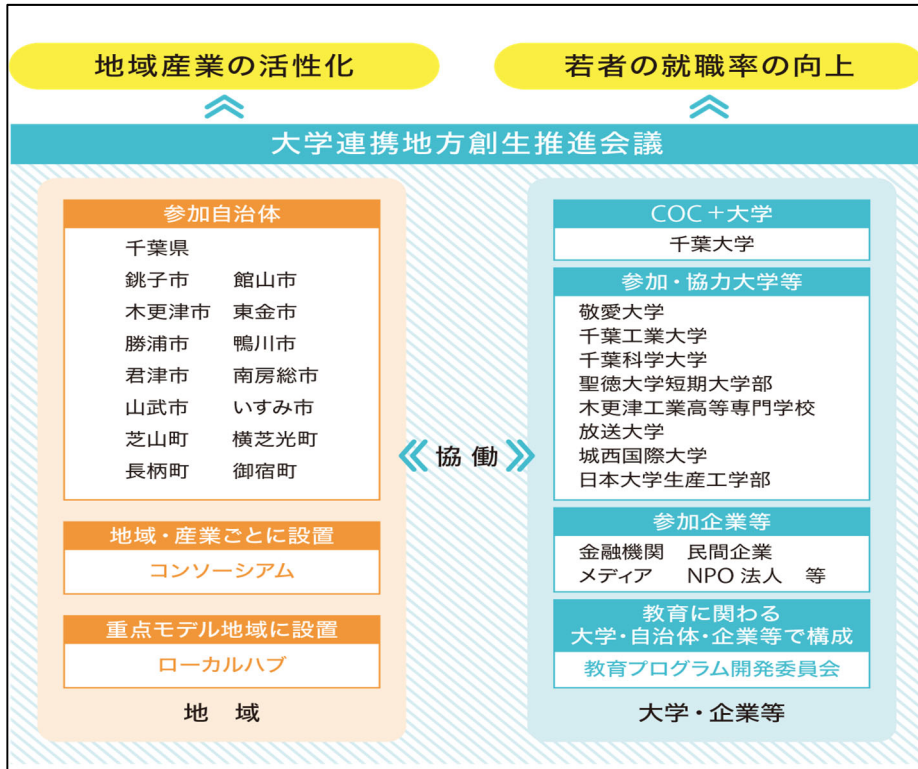 地域産業の活性化
若者の就職率の向上
大学連携地方創生推進会議
参加自治体
千葉県
銚子市 館山市
木更津市 東金市
勝浦市 鴨川市
君津市 南房総市
山武市 いすみ市
芝山町 横芝光町
長柄町 御宿町
地域・産業ごとに設置
コンソーシアム
重点モデル地域に設置
ローカルハブ
地 域
協 働
COC+大学
千葉大学
参加・協力大学等
敬愛大学
千葉工業大学
千葉科学大学
聖徳大学短期大学部
木更津工業高等専門学校
放送大学
城西国際大学
日本大学生産工学部
参加企業等
金融機関 民間企業
メディア NPO法人 等
教育に関わる
大学・自治体・企業等で構成
教育プログラム開発委員会
大学・企業等